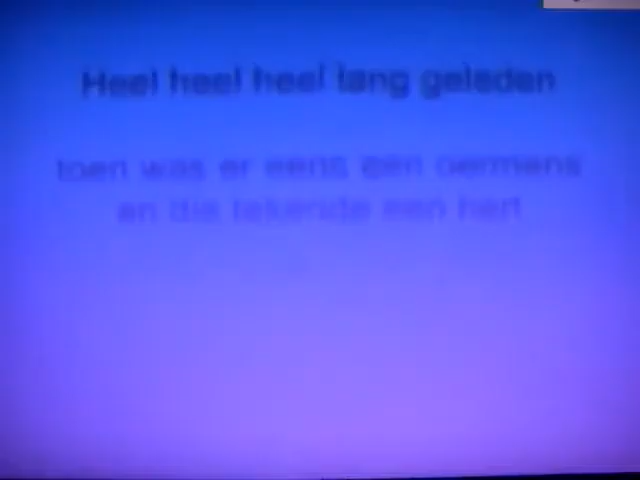 Heel heel heel lang geleden
toen was er eens een oermens
en die tekende een hert